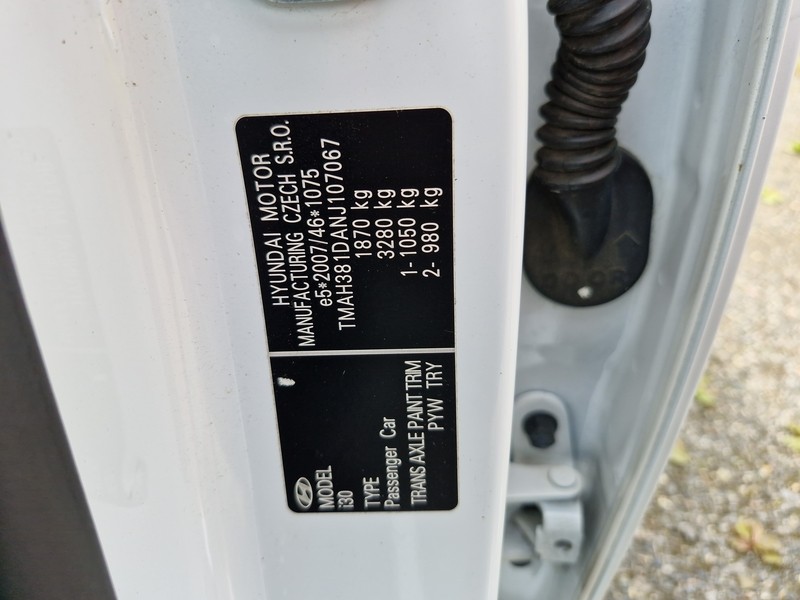 HYUNDAI MOTOR
MANUFACTURING CZECH S.R.O.
e5*2007/46*1075
TMAH381DANJ107067
1870 kg
3280 kg
1- 1050 kg
2- 980 kg
MODEL
i30
TYPE
Passenger Car
TRANS AXLE PAINT TRIM
PYW TRY